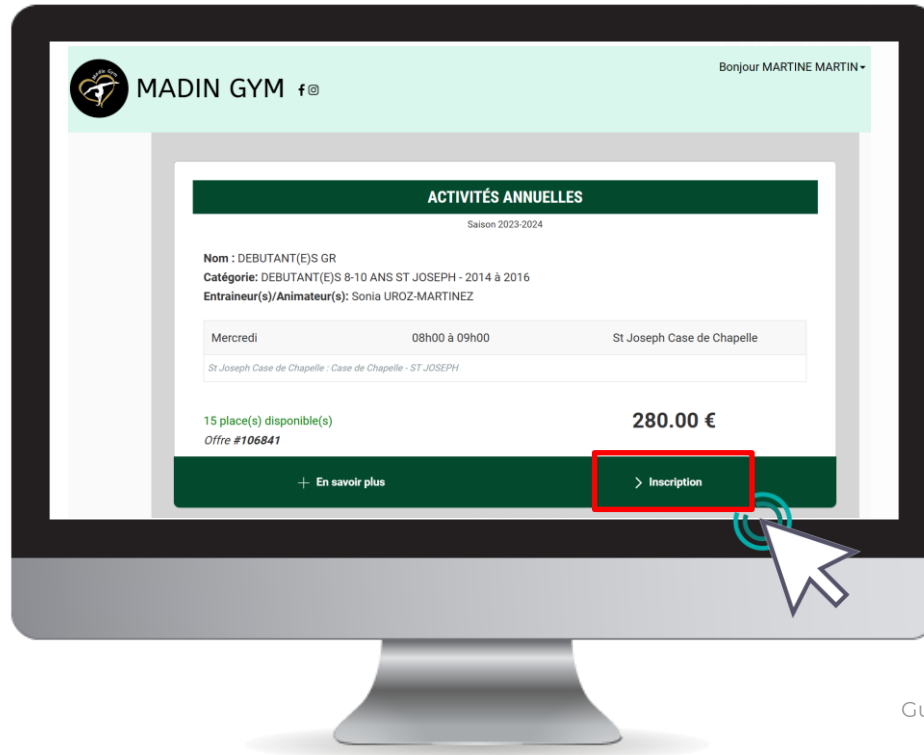 Bonjour MARTINE MARTIN
MADIN GYM
ACTIVITÉS ANNUELLES
Saison 2023-2024
Nom : DEBUTANT(E)S GR
Catégorie: DEBUTANT(E)S 8-10 ANS ST JOSEPH - 2014 à 2016
Entraineur(s)/Animateur(s): Sonia UROZ-MARTINEZ
Mercredi 08h00 à 09h00 St Joseph Case de Chapelle
St Joseph Case de Chapelle : Case de Chapelle - ST JOSEPH
15 place(s) disponible(s) 280.00 €
Offre #106841
+ En savoir plus > Inscription